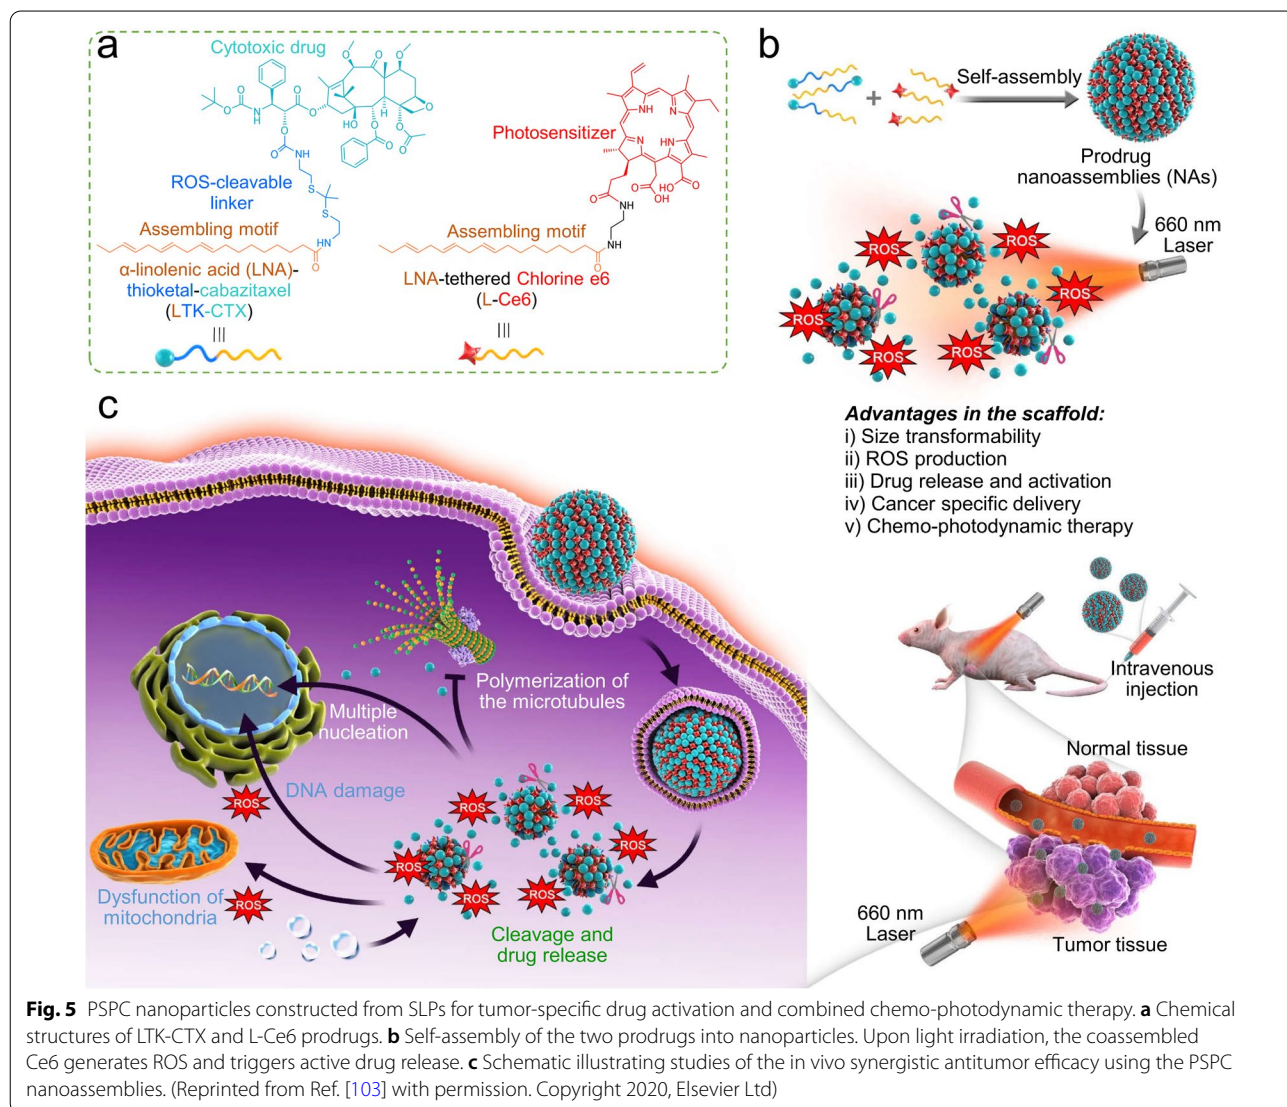 a
Cytotoxic drug
Photosensitizer
ROS-cleavable
linker
Assembling motif
Assembling motif
α-linolenic acid (LNA)-
thioketal-cabazitaxel
(LTK-CTX)
LNA-tethered Chlorine e6
(L-Ce6)
b
Self-assembly
Prodrug
nanoassemblies (NAs)
660 nm
Laser
ROS
ROS
ROS
ROS
ROS
ROS
Advantages in the scaffold:
i) Size transformability
ii) ROS production
iii) Drug release and activation
iv) Cancer specific delivery
v) Chemo-photodynamic therapy
c
Polymerization of
the microtubules
Multiple
nucleation
DNA damage
ROS
ROS
ROS
ROS
ROS
ROS
ROS
ROS
Dysfunction of
mitochondria
Cleavage and
drug release
Intravenous
injection
Normal tissue
660 nm
Laser
Tumor tissue
Fig. 5 PSPC nanoparticles constructed from SLPs for tumor-specific drug activation and combined chemo-photodynamic therapy. a Chemical
structures of LTK-CTX and L-Ce6 prodrugs. b Self-assembly of the two prodrugs into nanoparticles. Upon light irradiation, the coassembled
Ce6 generates ROS and triggers active drug release. c Schematic illustrating studies of the in vivo synergistic antitumor efficacy using the PSPC
nanoassemblies. (Reprinted from Ref. [103] with permission. Copyright 2020, Elsevier Ltd)